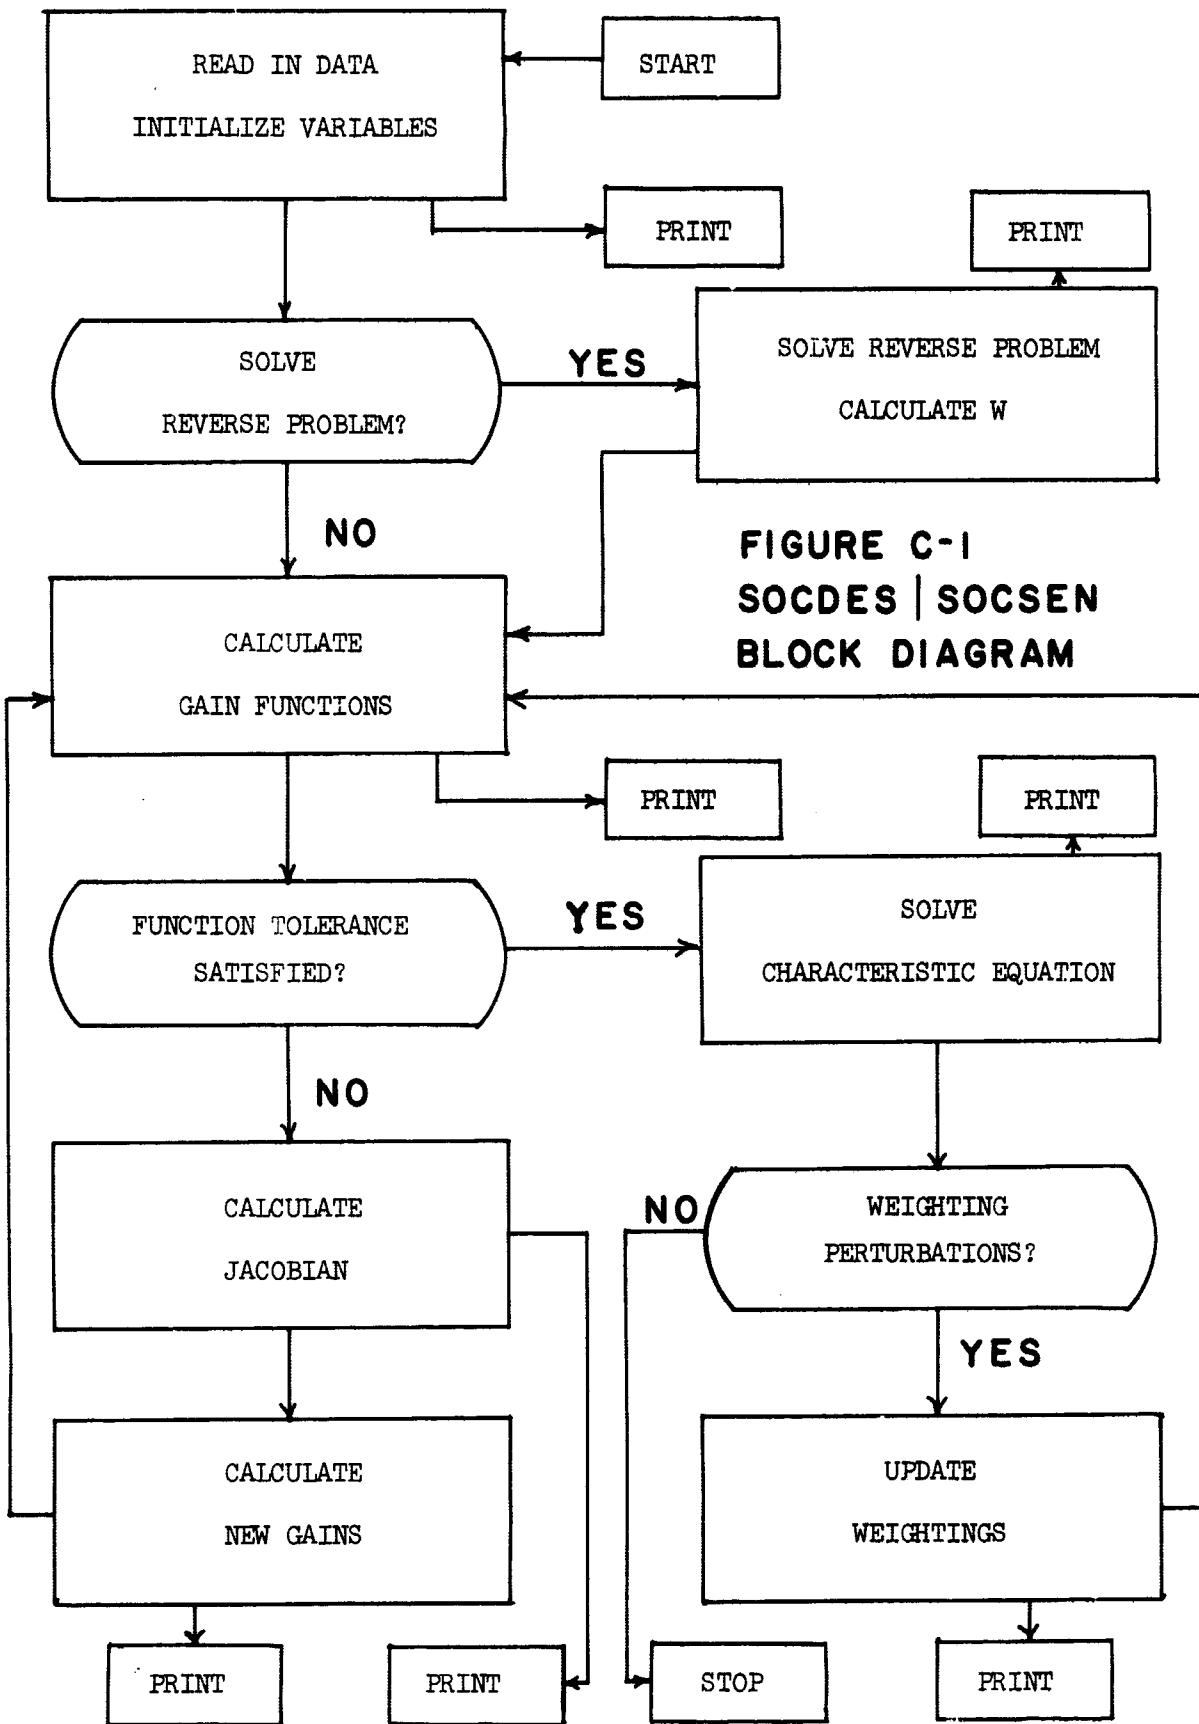 READ IN DATA
INITIALIZE VARIABLES
START
PRINT
PRINT
SOLVE
REVERSE PROBLEM?
YES
SOLVE REVERSE PROBLEM
CALCULATE W
NO
FIGURE C-1
SOCDES | SOCSEN
BLOCK DIAGRAM
CALCULATE
GAIN FUNCTIONS
PRINT
PRINT
FUNCTION TOLERANCE
SATISFIED?
YES
SOLVE
CHARACTERISTIC EQUATION
NO
CALCULATE
JACOBIAN
NO
WEIGHTING
PERTURBATIONS?
YES
CALCULATE
NEW GAINS
UPDATE
WEIGHTINGS
PRINT
PRINT
STOP
PRINT